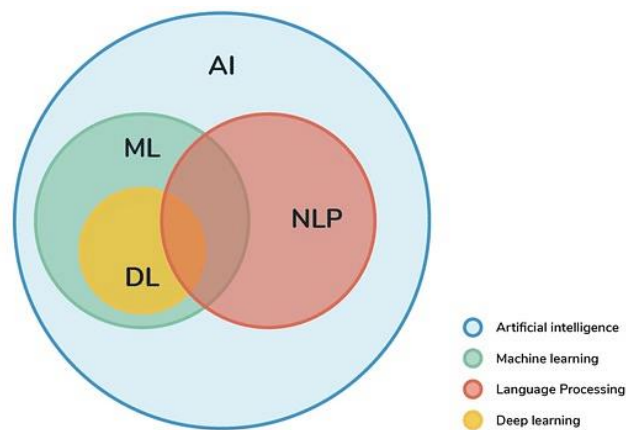 AI
ML
NLP
DL
Artificial intelligence
Machine learning
Language Processing
Deep learning